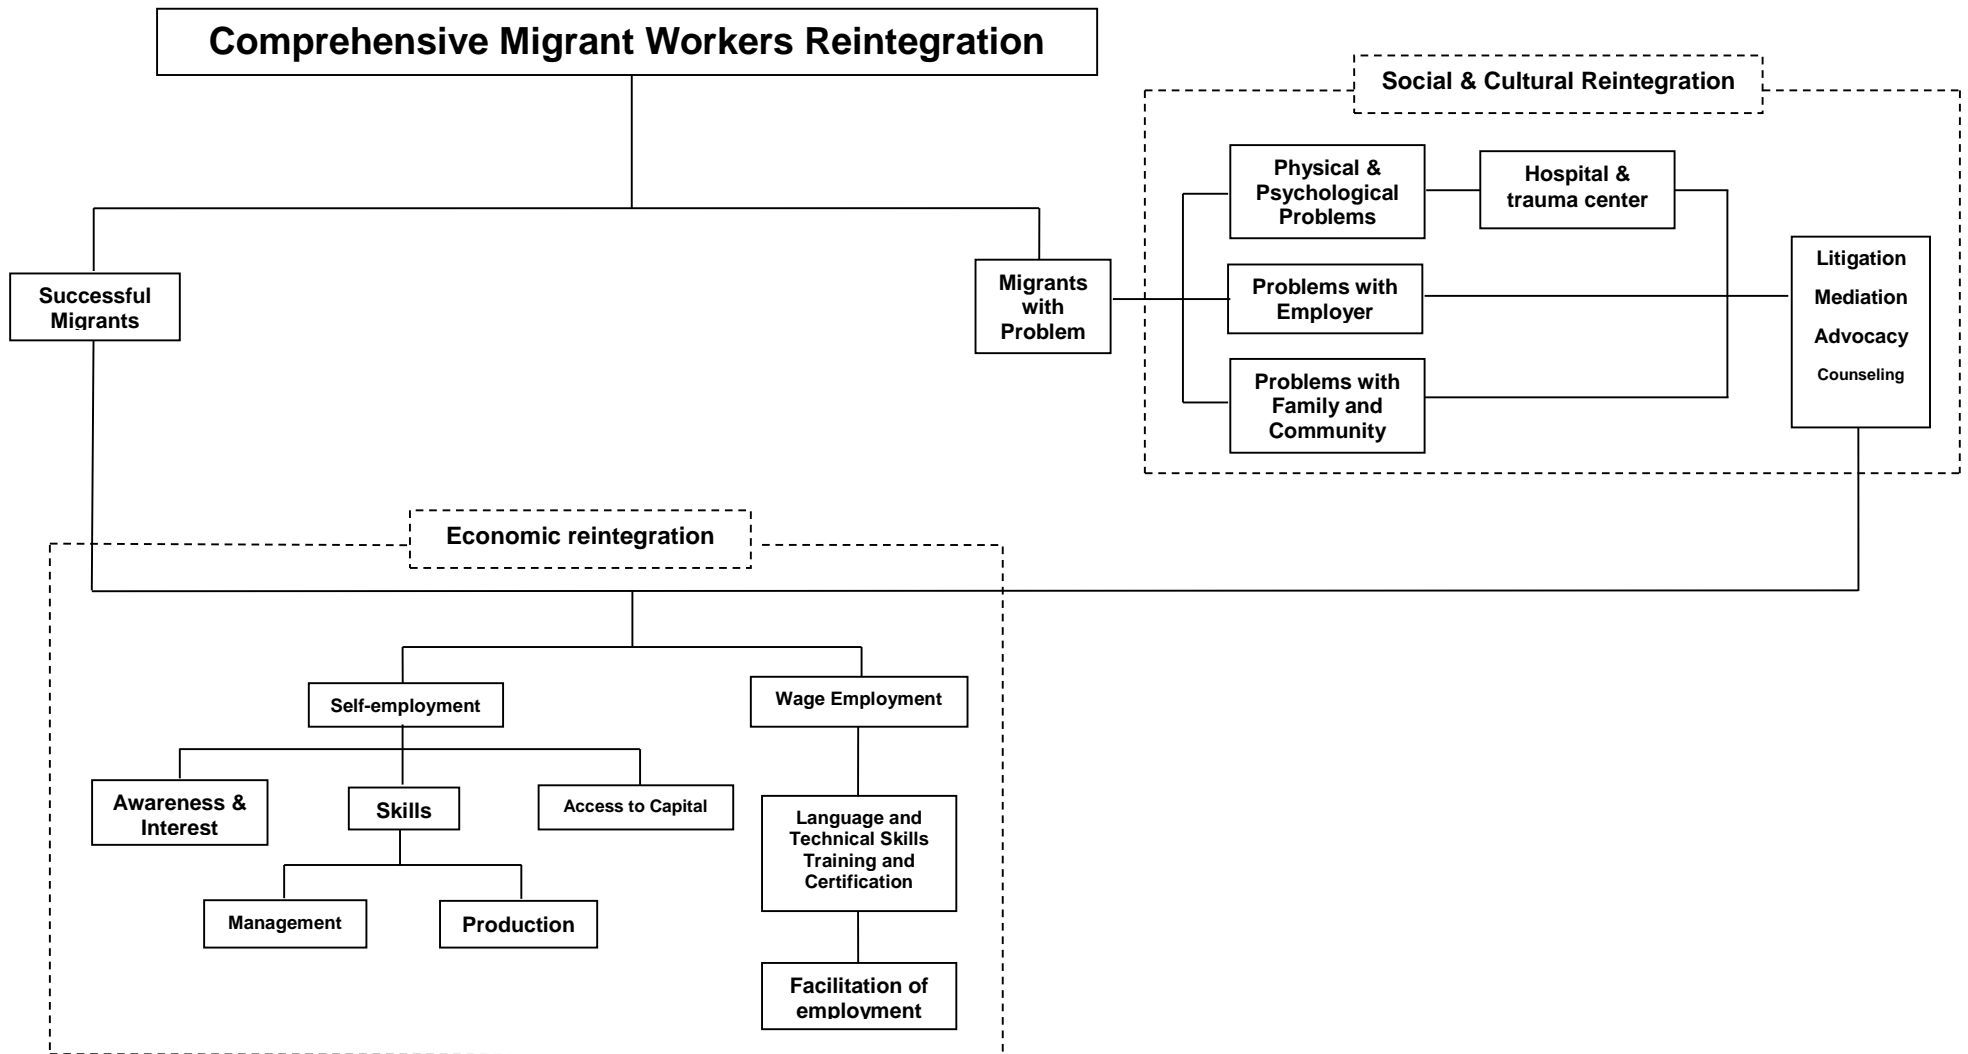 Comprehensive Migrant Workers Reintegration
Social & Cultural Reintegration
Physical &
Psychological
Problems
Hospital &
trauma center
Successful
Migrants
Migrants
with
Problem
Problems with
Employer
Problems with
Family and
Community
Litigation
Mediation
Advocacy
Counseling
Economic reintegration
Self-employment
Wage Employment
Awareness &
Interest
Skills
Access to Capital
Language and
Technical Skills
Training and
Certification
Management
Production
Facilitation of
employment